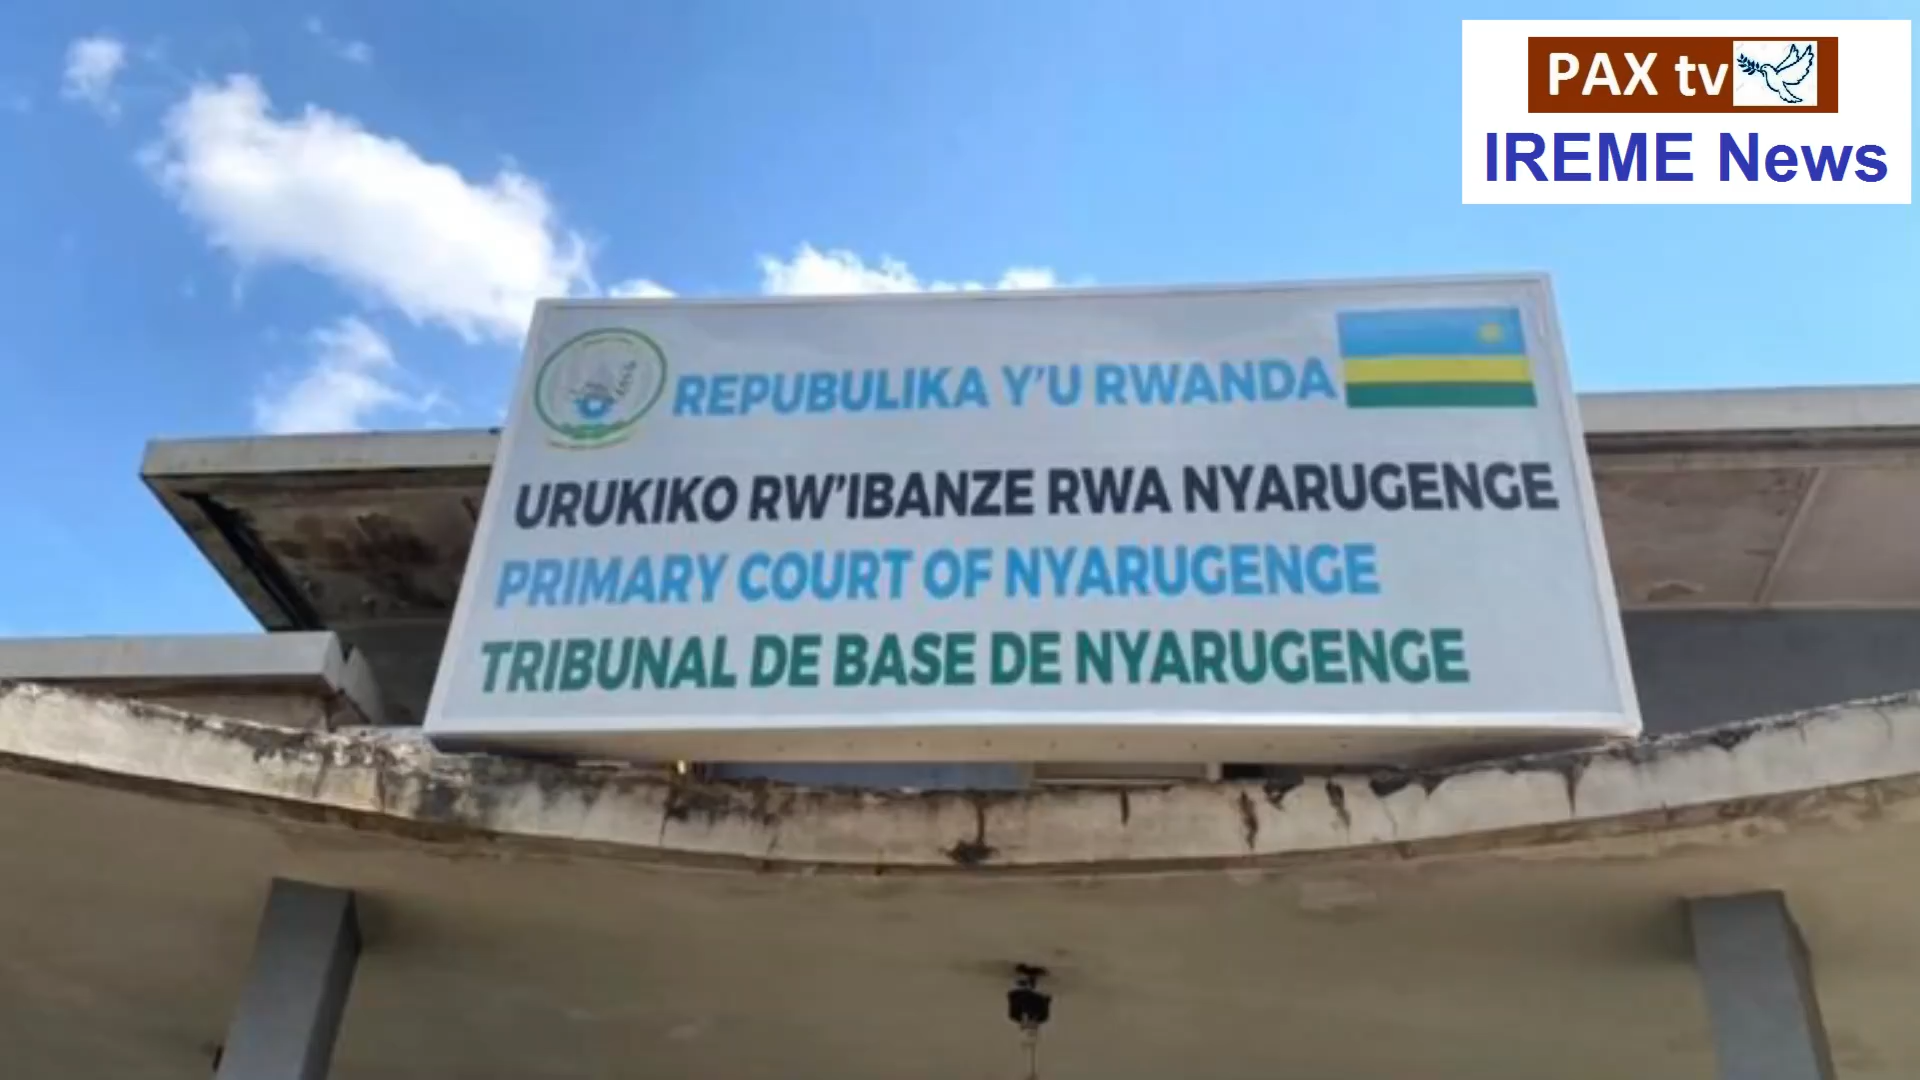 PAX tv
IREME News
REPUBULIKA Y'U RWANDA
URUKIKO RW'IBANZE RWA NYARUGENGE
PRIMARY COURT OF NYARUGENGE
TRIBUNAL DE BASE DE NYARUGENGE